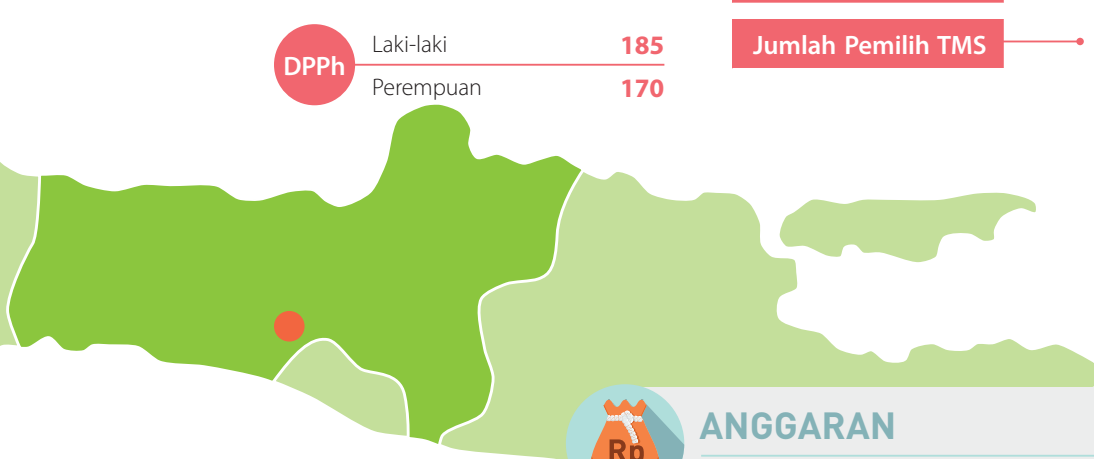 DPPh
Laki-laki 185
Perempuan 170
Jumlah Pemilih TMS
ANGGARAN
Rp